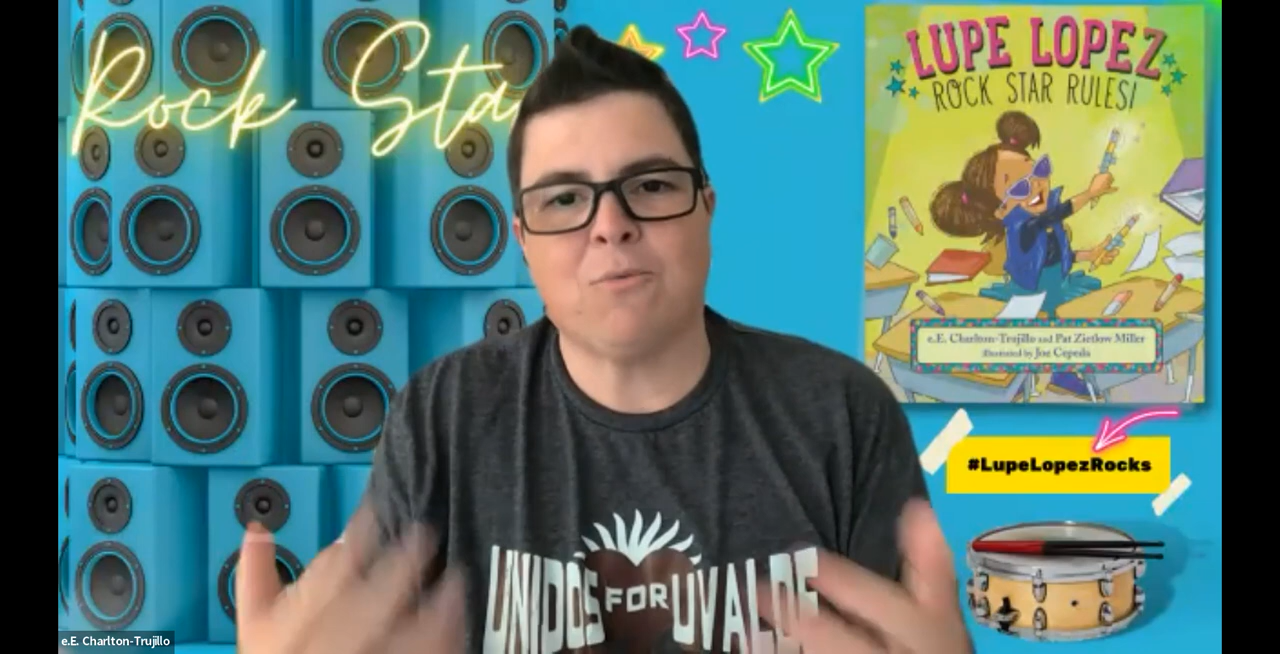 Rock Star
LUPE LOPEZ
ROCK STAR RULES!
e.E. Charlton-Trujillo and Pat Zietlow Miller
illustrated by Joe Cepeda
#LupeLopezRocks
UNIDOS FOR UVALDE
e.E. Charlton-Trujillo